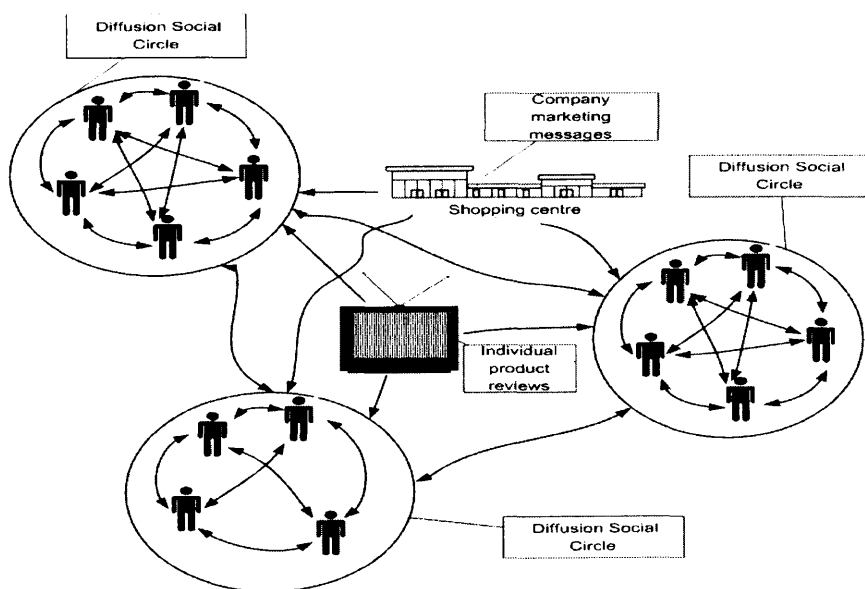 Diffusion Social
Circle
Company
marketing
messages
Diffusion Social
Circle
Shopping centre
Individual
product
reviews
Diffusion Social
Circle